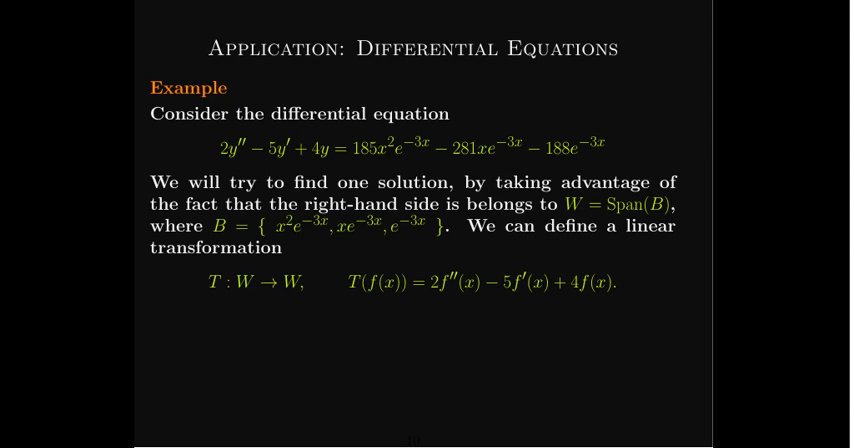 Application: Differential Equations
Example
Consider the differential equation
2y′′ − 5y′ + 4y = 185x²e⁻³ˣ − 281xe⁻³ˣ − 188e⁻³ˣ
We will try to find one solution, by taking advantage of
the fact that the right-hand side is belongs to W = Span(B),
where B = { x²e⁻³ˣ, xe⁻³ˣ, e⁻³ˣ }. We can define a linear
transformation
T : W → W, T(f(x)) = 2f′′(x) − 5f′(x) + 4f(x).